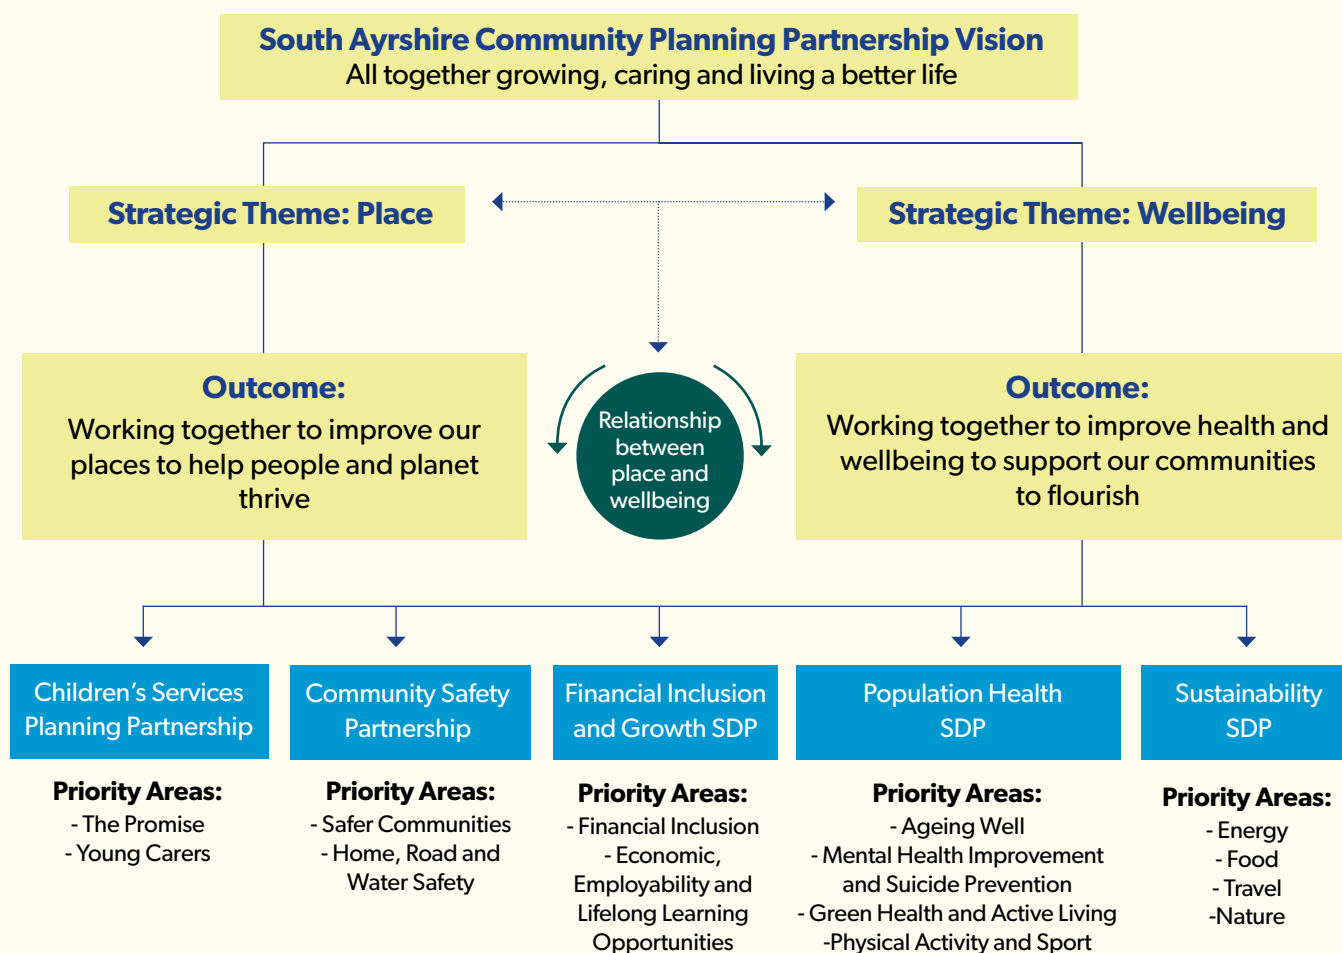 South Ayrshire Community Planning Partnership Vision
All together growing, caring and living a better life
Strategic Theme: Place
Strategic Theme: Wellbeing
Outcome:
Working together to improve our
places to help people and planet
thrive
Relationship
between
place and
wellbeing
Outcome:
Working together to improve health and
wellbeing to support our communities
to flourish
Children’s Services
Planning Partnership
Priority Areas:
- The Promise
- Young Carers
Community Safety
Partnership
Priority Areas:
- Safer Communities
- Home, Road and
Water Safety
Financial Inclusion
and Growth SDP
Priority Areas:
- Financial Inclusion
- Economic,
Employability and
Lifelong Learning
Opportunities
Population Health
SDP
Priority Areas:
- Ageing Well
- Mental Health Improvement
and Suicide Prevention
- Green Health and Active Living
-Physical Activity and Sport
Sustainability
SDP
Priority Areas:
- Energy
- Food
- Travel
-Nature